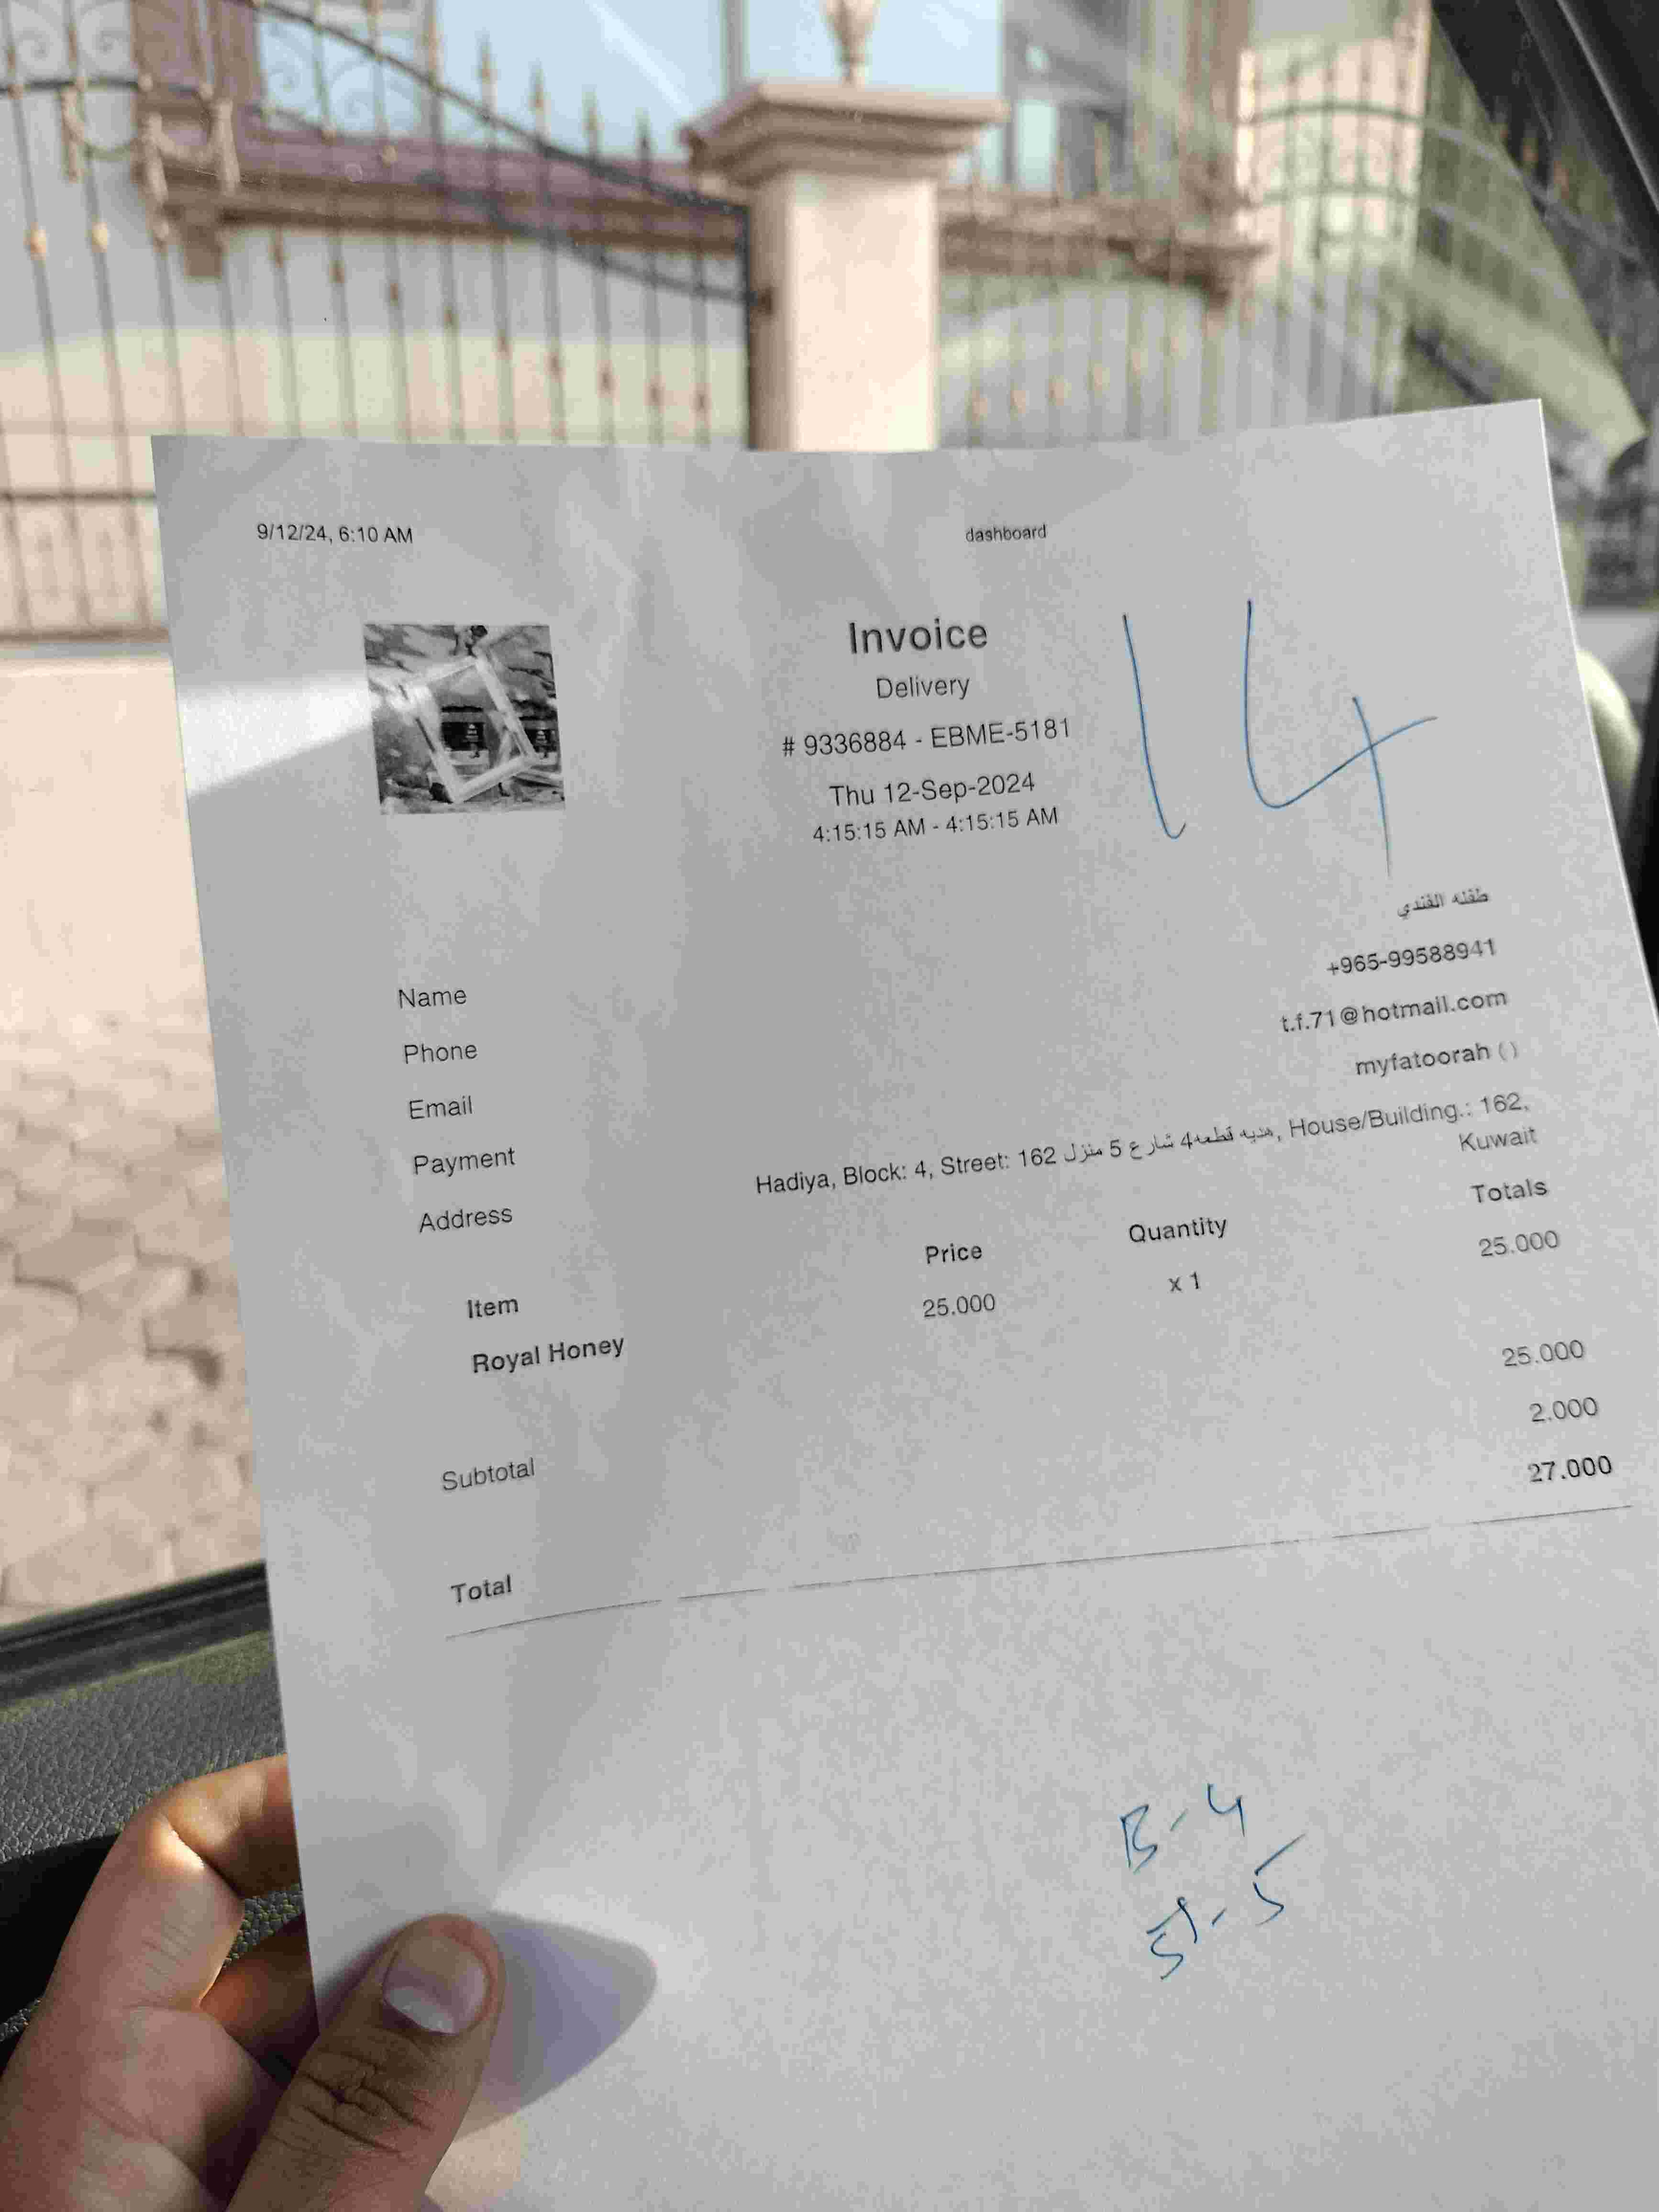 9/12/24, 6:10 AM dashboard
Invoice
Delivery
# 9336884 - EBME-5181
Thu 12-Sep-2024
4:15:15 AM - 4:15:15 AM
14
Name طفله الفندي
Phone +965-99588941
Email t.f.71@hotmail.com
Payment myfatoorah ( )
Address Hadiya, Block: 4, Street: هديه قطعه4 شارع 5 منزل 162, House/Building.: 162,
Kuwait
Item Price Quantity Totals
Royal Honey 25.000 x 1 25.000
Subtotal 25.000
2.000
Total 27.000
B-4
ST-5